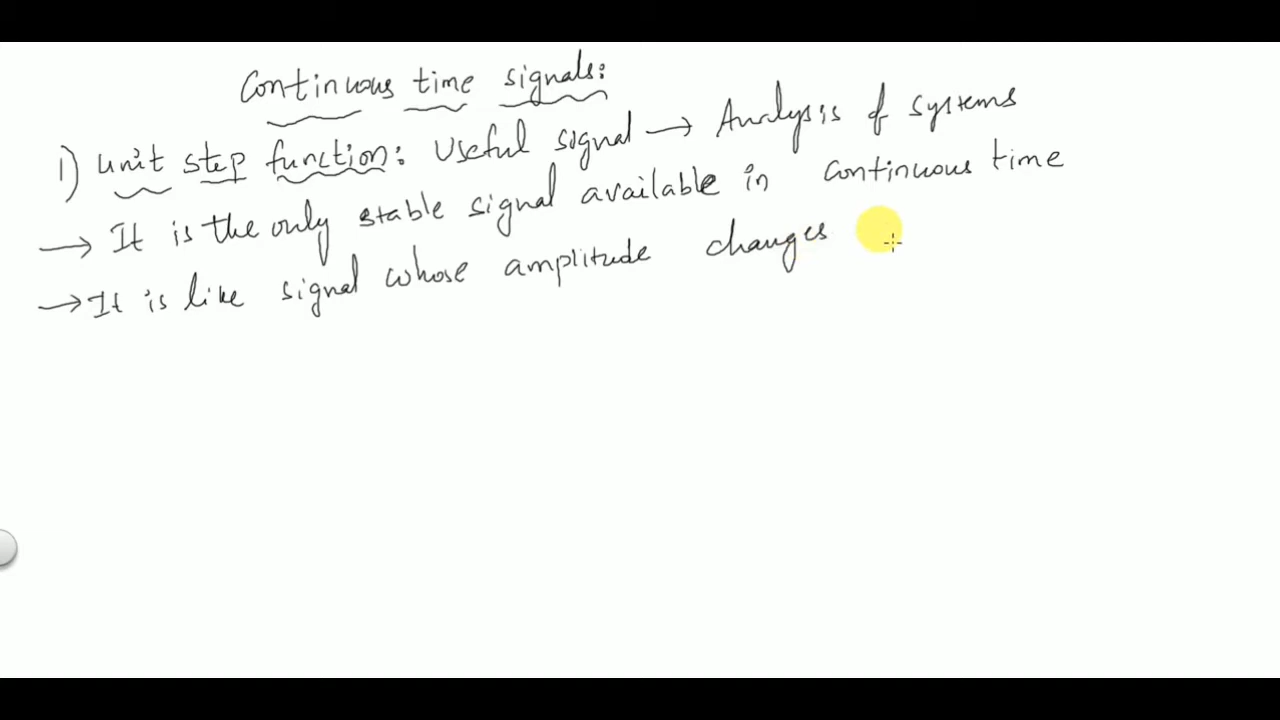 Continuous time signals:
1) Unit step function: Useful signal → Analysis of systems
→ It is the only stable signal available in continuous time
→ It is like signal whose amplitude changes